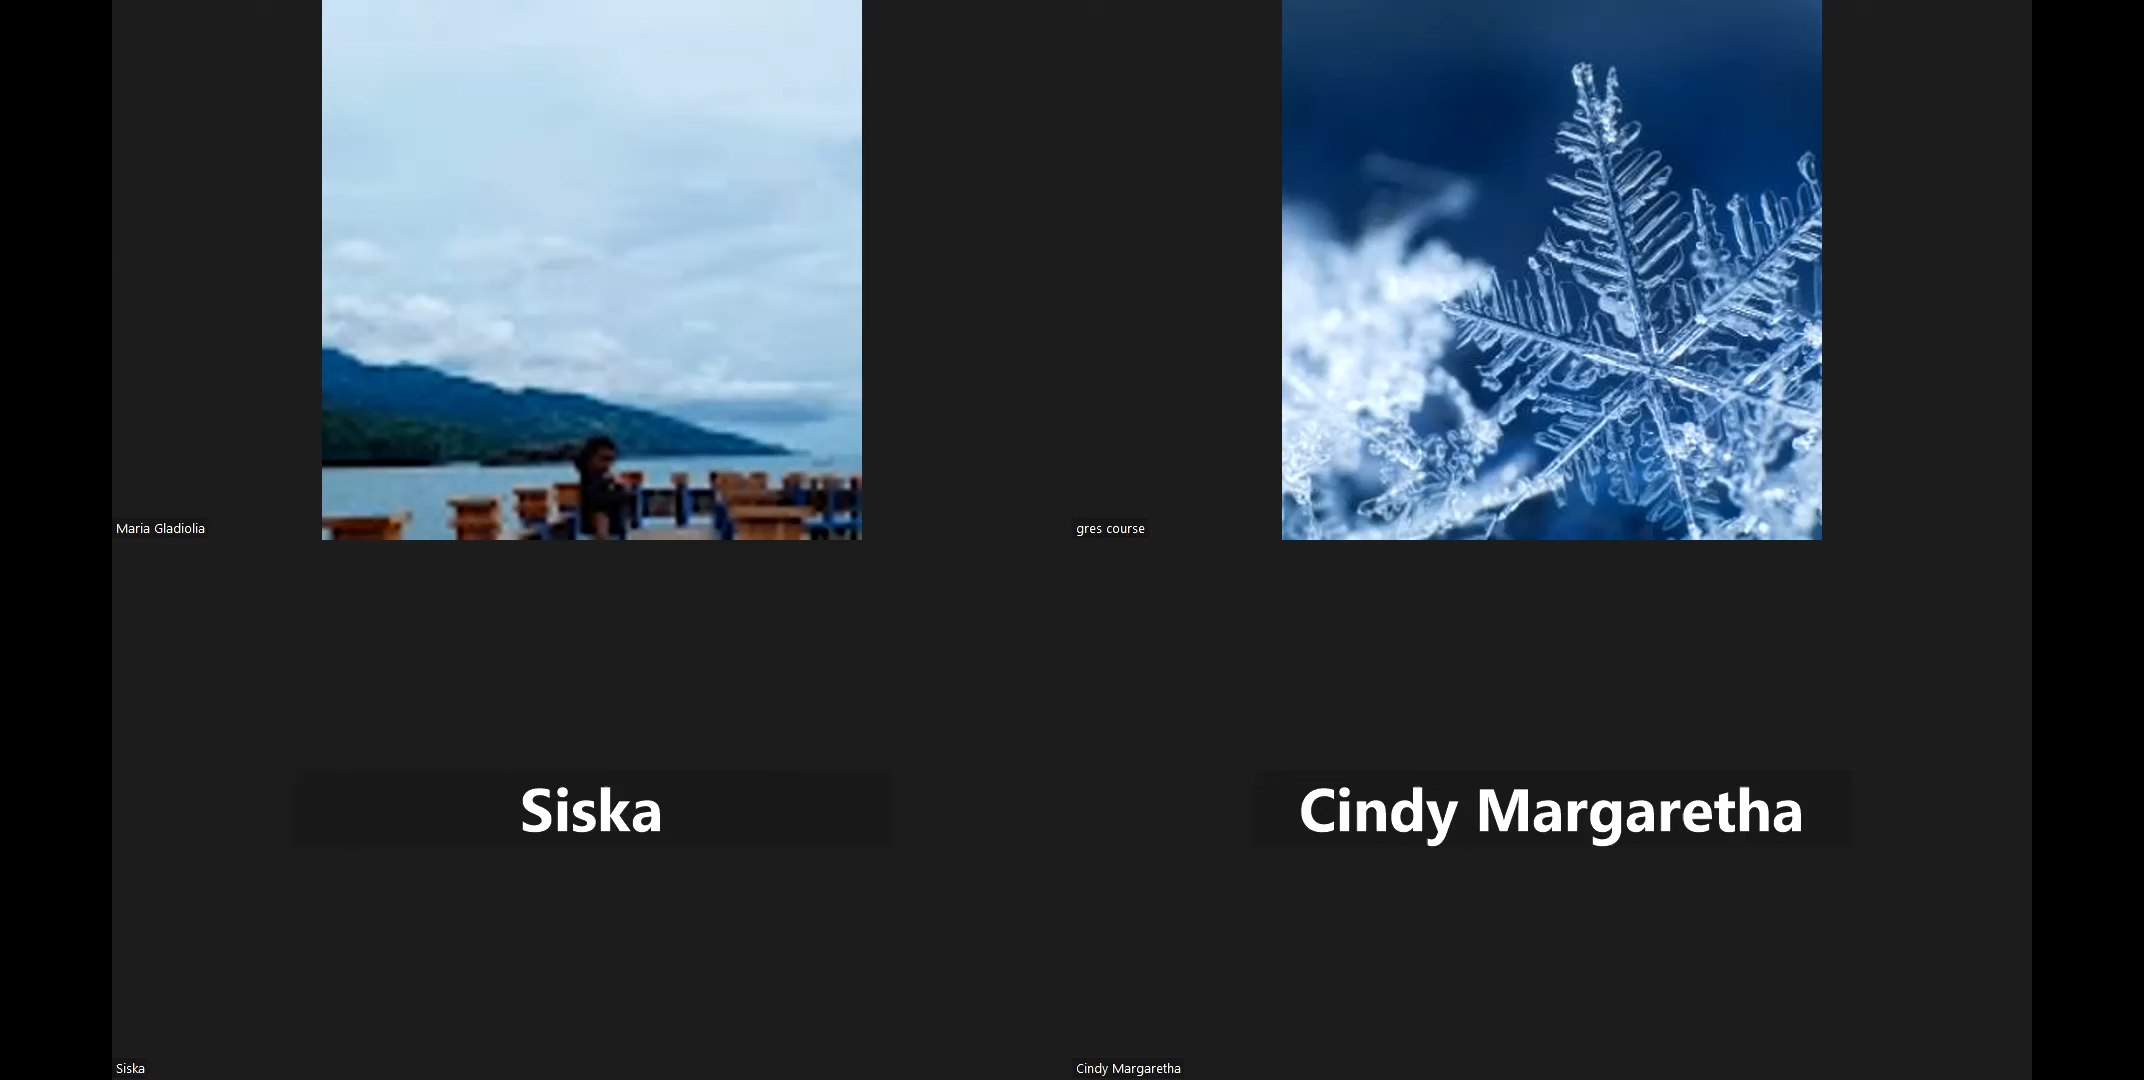 Maria Gladiolia
gres course
Siska
Cindy Margaretha
Siska
Cindy Margaretha